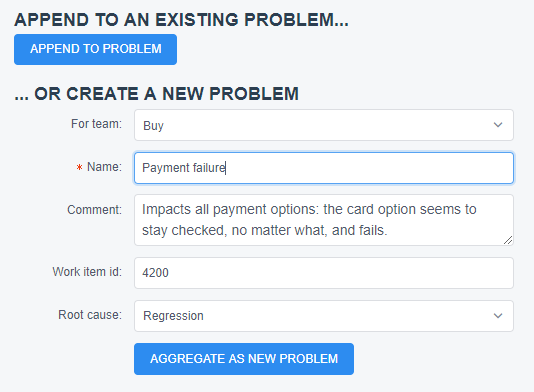 APPEND TO AN EXISTING PROBLEM...
APPEND TO PROBLEM
... OR CREATE A NEW PROBLEM
For team: Buy
* Name: Payment failure
Comment: Impacts all payment options: the card option seems to
stay checked, no matter what, and fails.
Work item id: 4200
Root cause: Regression
AGGREGATE AS NEW PROBLEM